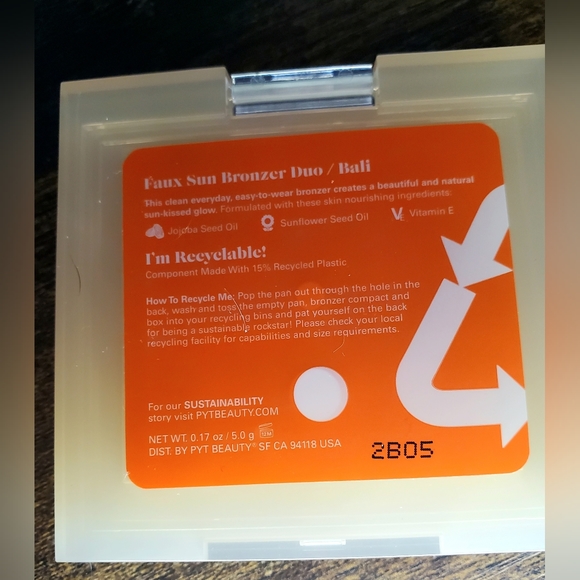 Faux Sun Bronzer Duo / Bali
This clean everyday, easy-to-wear bronzer creates a beautiful and natural
sun-kissed glow. Formulated with these skin nourishing ingredients:
Jojoba Seed Oil
Sunflower Seed Oil
VE Vitamin E
I'm Recyclable!
Component Made With 15% Recycled Plastic
How To Recycle Me: Pop the pan out through the hole in the
back, wash and toss the empty pan, bronzer compact and
box into your recycling bins and pat yourself on the back
for being a sustainable rockstar! Please check your local
recycling facility for capabilities and size requirements.
For our SUSTAINABILITY
story visit PYTBEAUTY.COM
NET WT. 0.17 oz / 5.0 g
DIST. BY PYT BEAUTY® SF CA 94118 USA
2B05